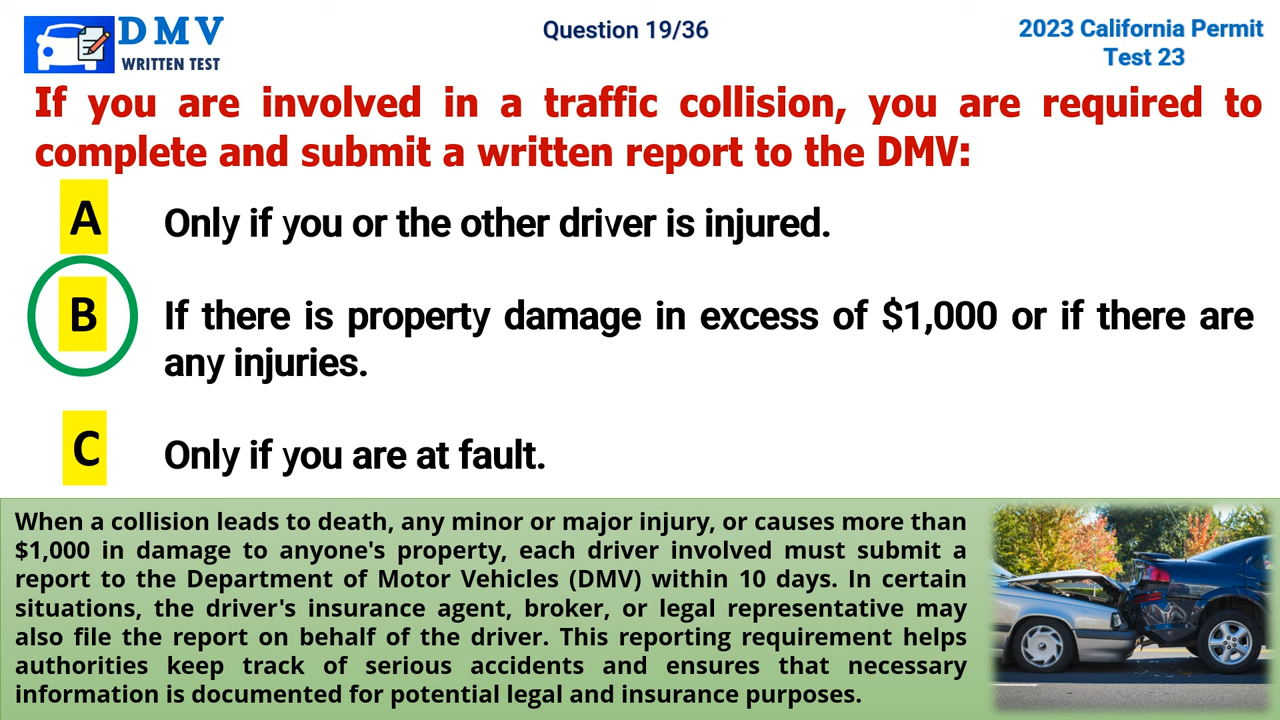 DMV
WRITTEN TEST
Question 19/36
2023 California Permit
Test 23
If you are involved in a traffic collision, you are required to
complete and submit a written report to the DMV:
A
Only if you or the other driver is injured.
B
If there is property damage in excess of $1,000 or if there are
any injuries.
C
Only if you are at fault.
When a collision leads to death, any minor or major injury, or causes more than
$1,000 in damage to anyone's property, each driver involved must submit a
report to the Department of Motor Vehicles (DMV) within 10 days. In certain
situations, the driver's insurance agent, broker, or legal representative may
also file the report on behalf of the driver. This reporting requirement helps
authorities keep track of serious accidents and ensures that necessary
information is documented for potential legal and insurance purposes.